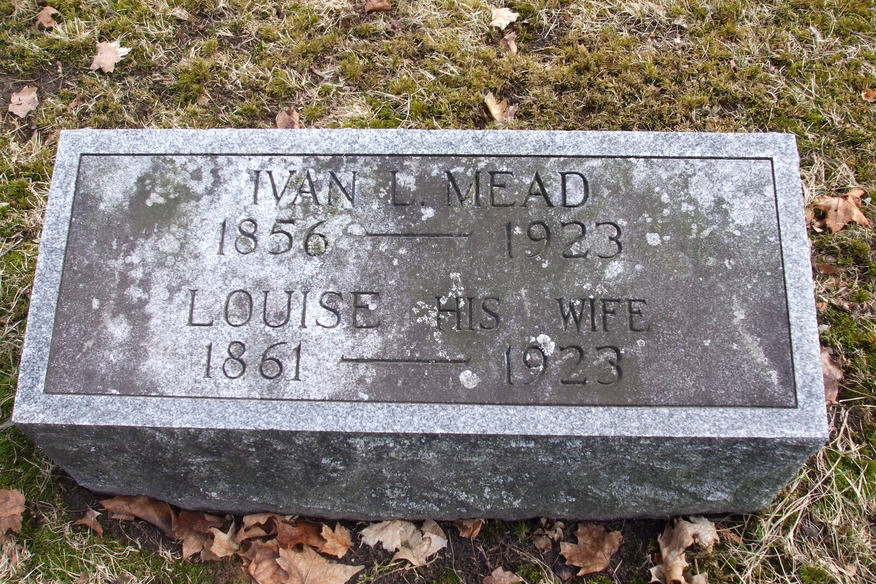 IVAN L. MEAD
1856 — 1923
LOUISE HIS WIFE
1861 — 1923